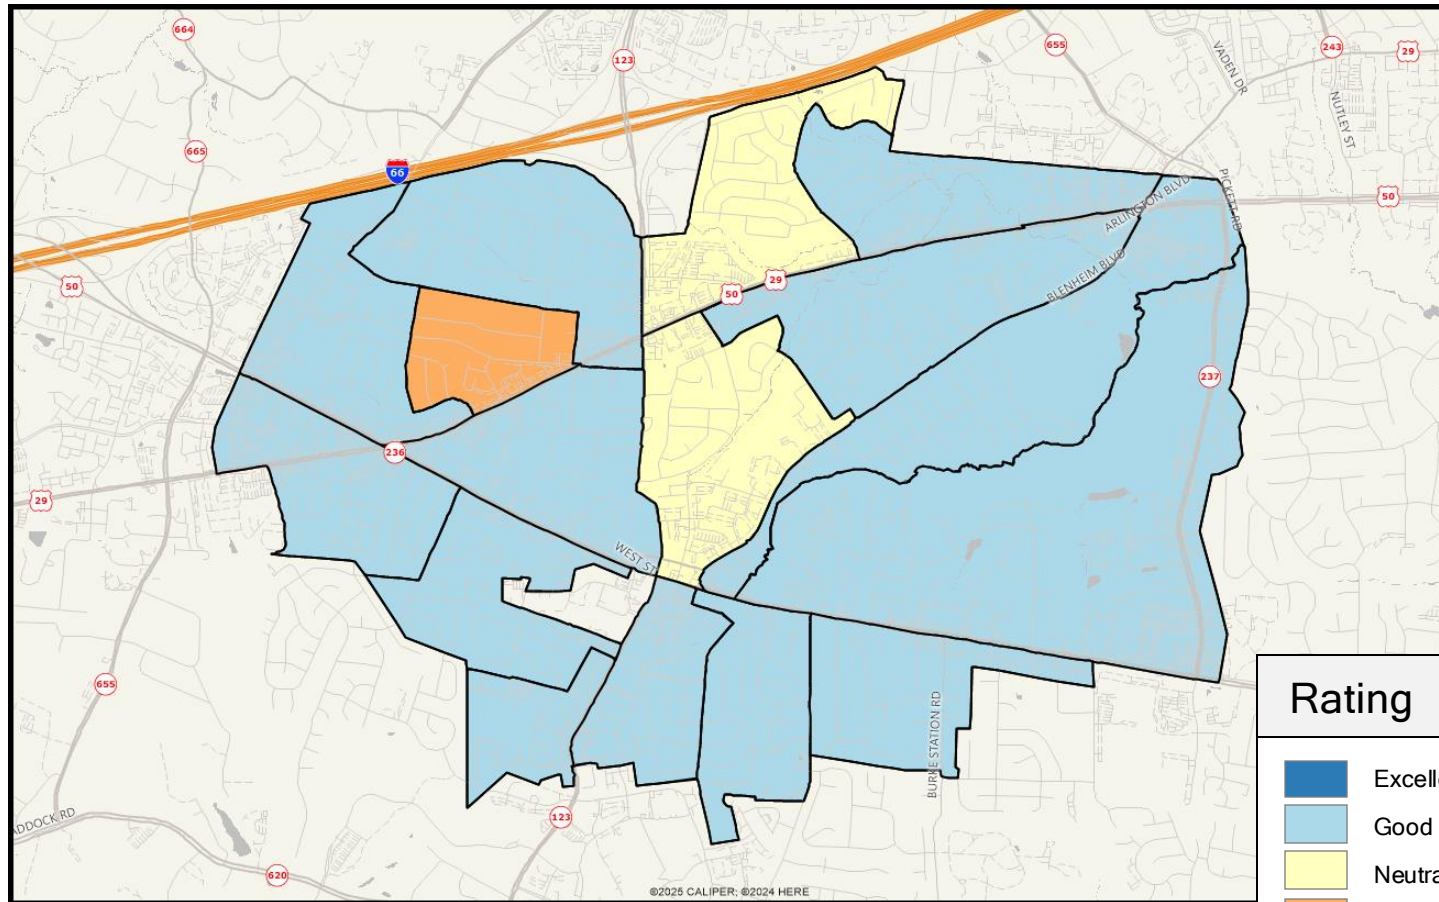 664
123
655
243
29
VADEN DR
NUTLEY ST
665
66
50
PICKETT RD
ARLINGTON BLVD
50
29
50
BLENHEIM BLVD
237
236
29
WEST ST
655
Rating
BURKE STATION RD
Excelle
Good
123
ADDOCK RD
620
Neutra
©2025 CALIPER; ©2024 HERE